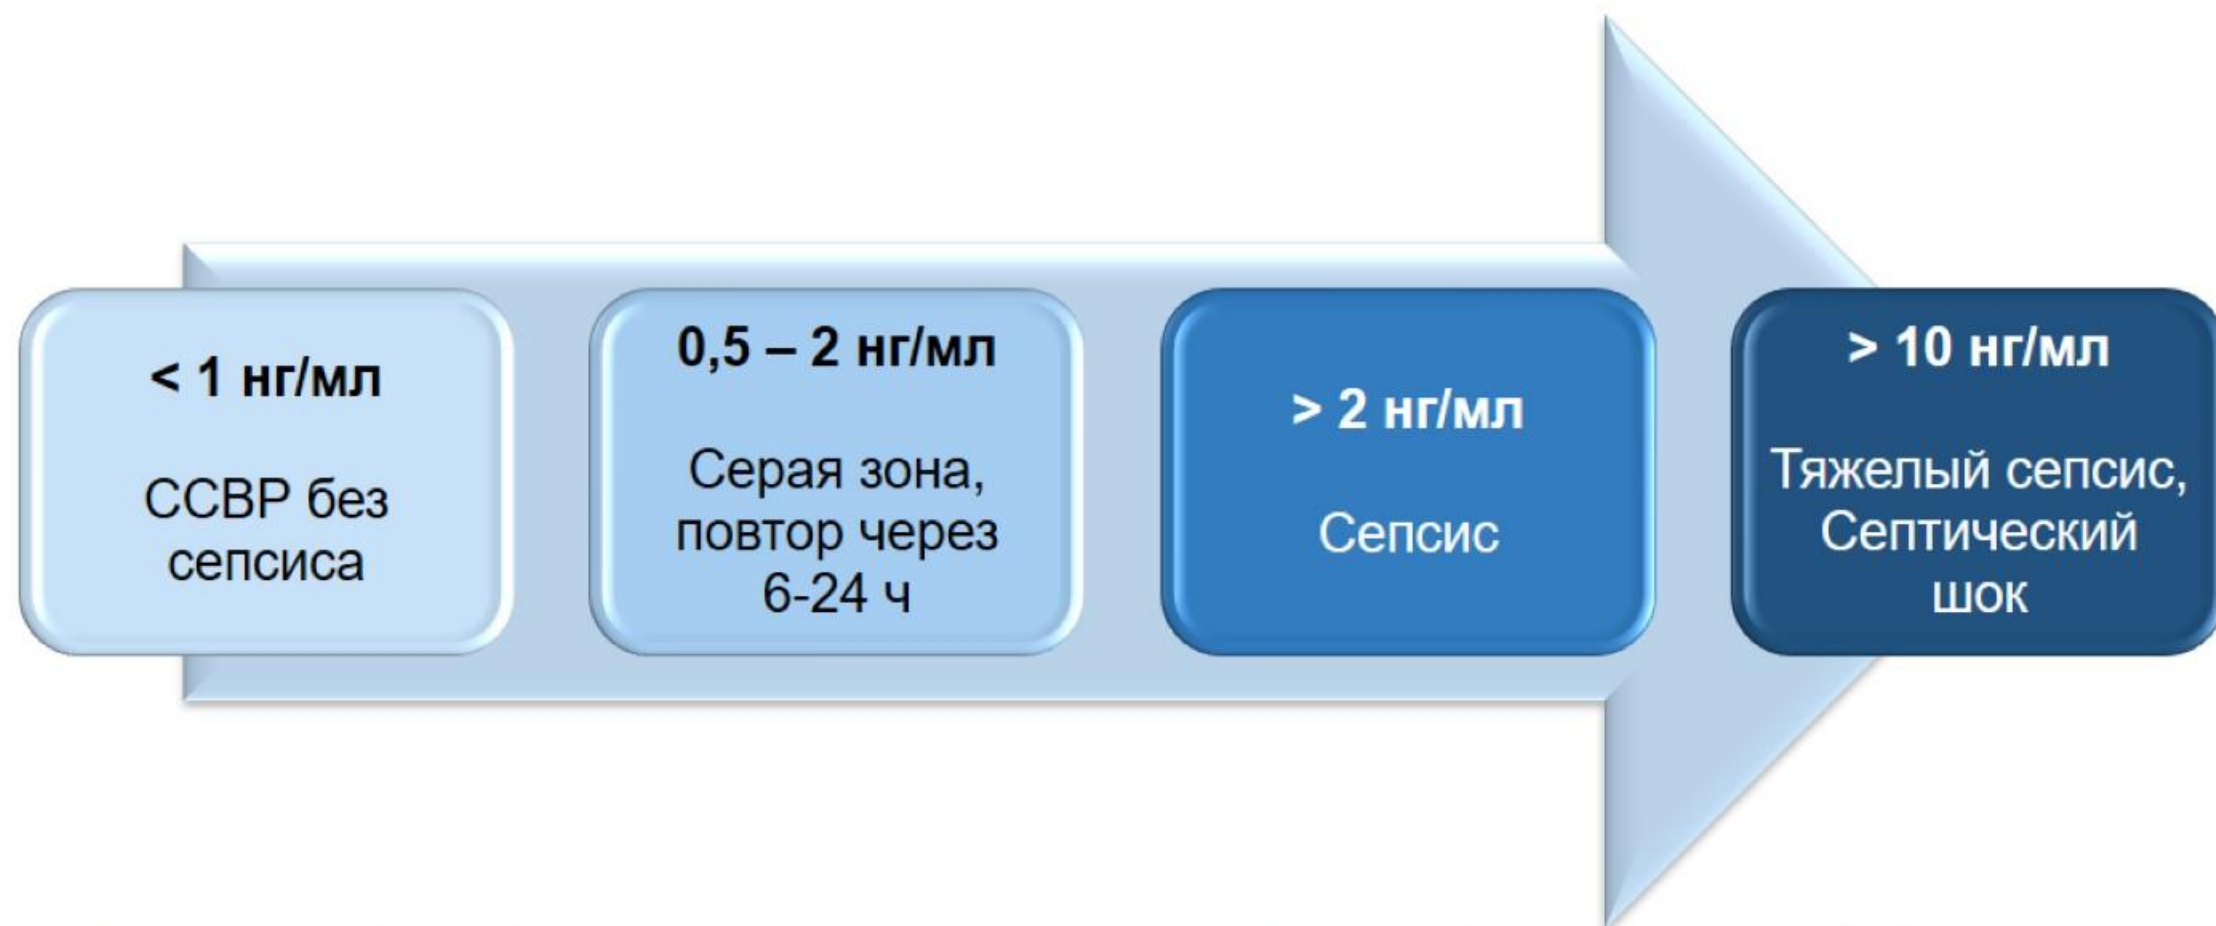 < 1 нг/мл
ССВР без
сепсиса
0,5 – 2 нг/мл
Серая зона,
повтор через
6-24 ч
> 2 нг/мл
Сепсис
> 10 нг/мл
Тяжелый сепсис,
Септический
шок